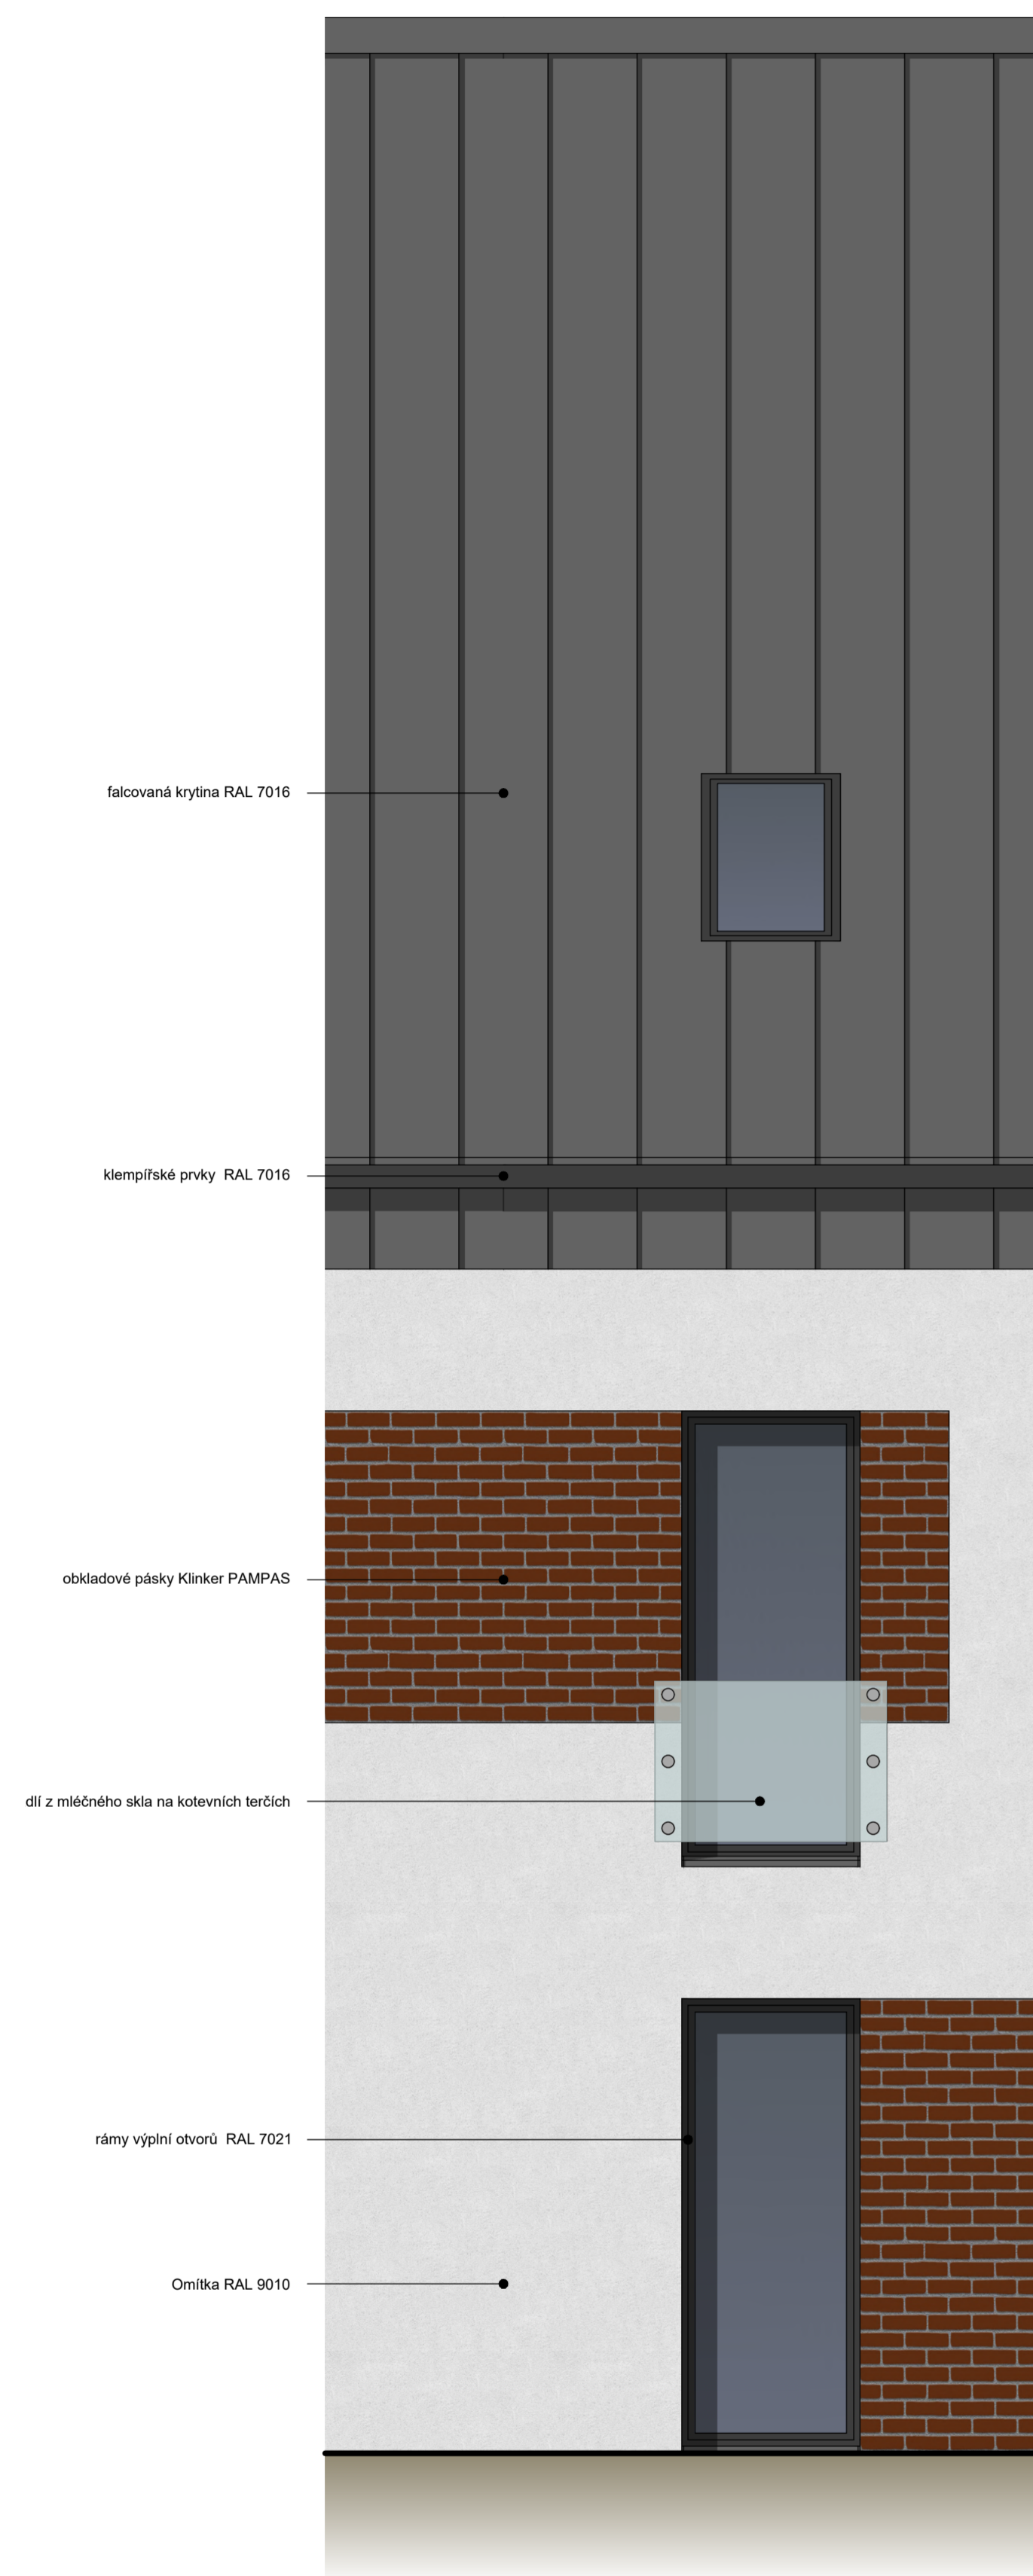 falcovaná krytina RAL 7016
klempířské prvky RAL 7016
obkladové pásky Klinker PAMPAS
dlí z mléčného skla na kotevních terčích
rámy výplní otvorů RAL 7021
Omítka RAL 9010